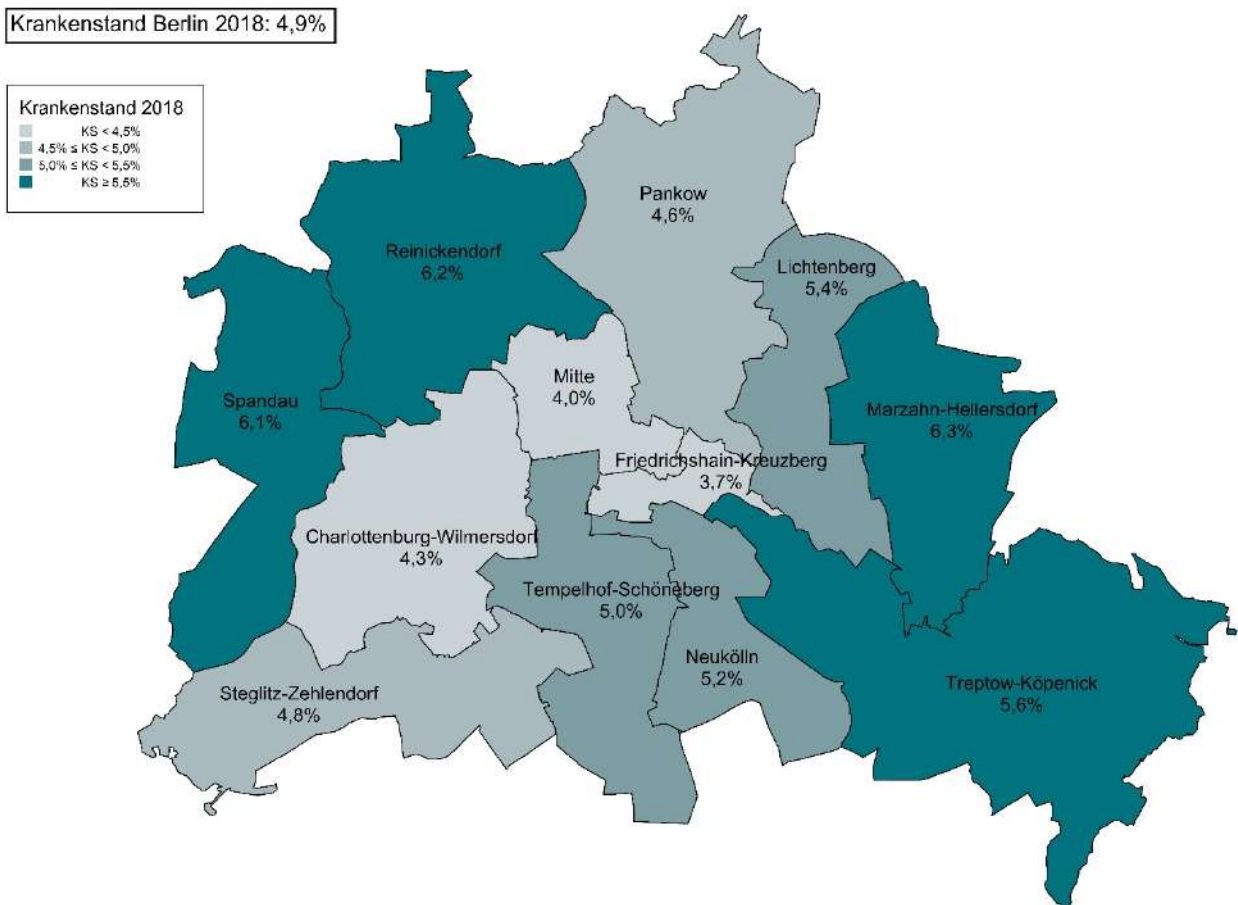 Krankenstand Berlin 2018: 4,9%
Krankenstand 2018
KS < 4,5%
4,5% ≤ KS < 5,0%
5,0% ≤ KS < 5,5%
KS ≥ 5,5%
Pankow
4,6%
Reinickendorf
6,2%
Lichtenberg
5,4%
Mitte
4,0%
Spandau
6,1%
Marzahn-Hellersdorf
6,3%
Friedrichshain-Kreuzberg
3,7%
Charlottenburg-Wilmersdorf
4,3%
Tempelhof-Schöneberg
5,0%
Neukölln
5,2%
Steglitz-Zehlendorf
4,8%
Treptow-Köpenick
5,6%